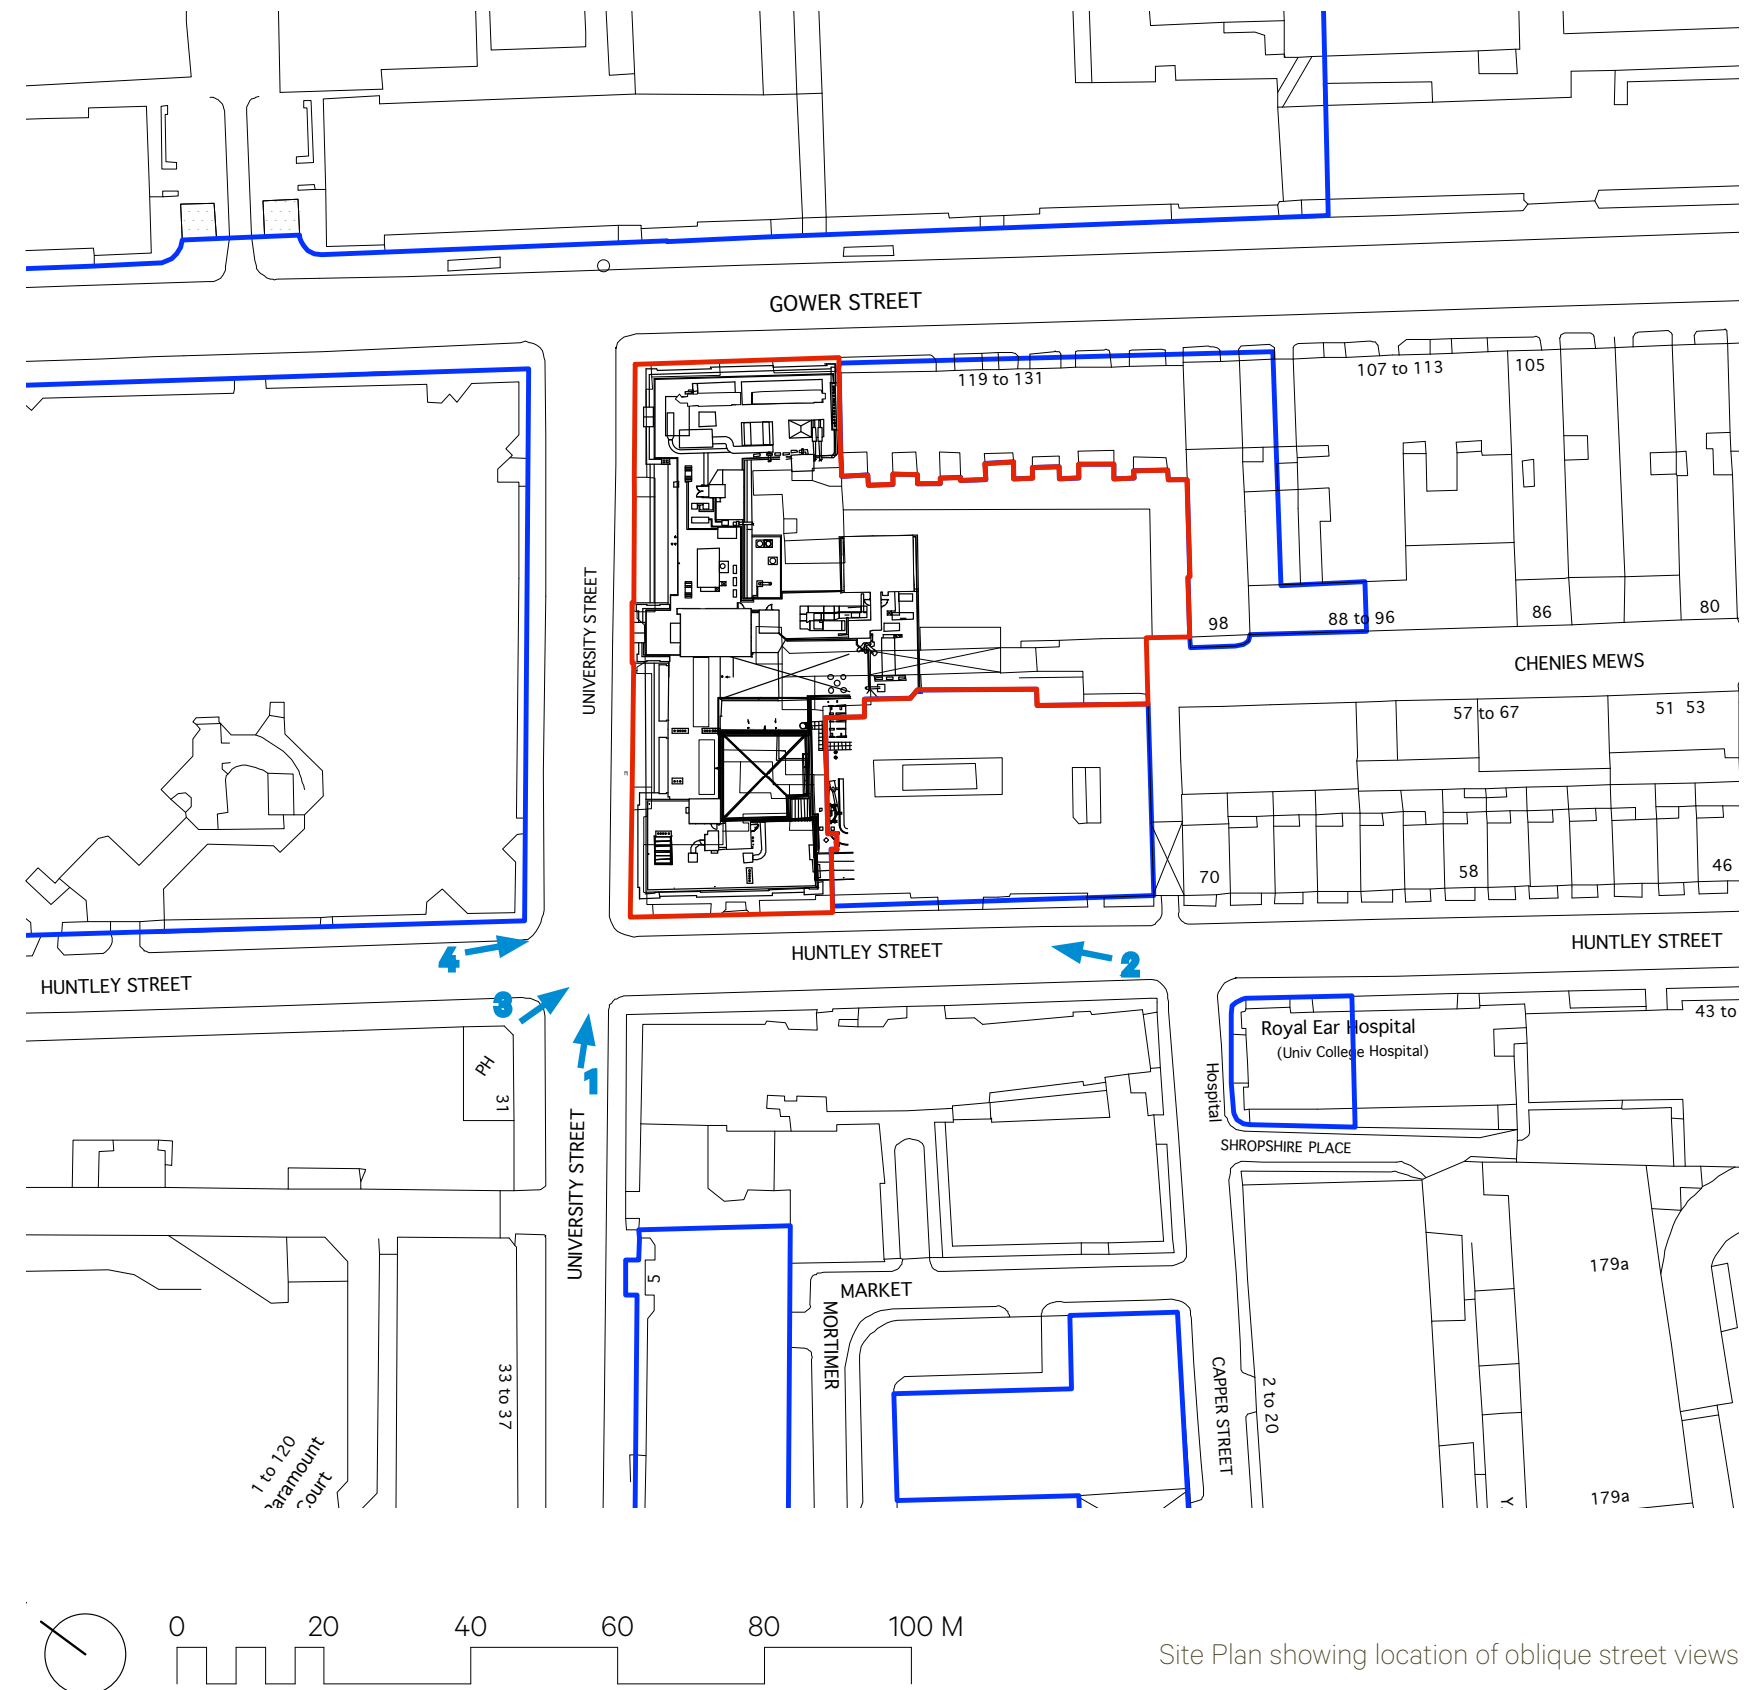 GOWER STREET
119 to 131
107 to 113
105
UNIVERSITY STREET
98
88 to 96
86
80
CHENIES MEWS
57 to 67
51 53
70
58
46
4
HUNTLEY STREET
2
HUNTLEY STREET
HUNTLEY STREET
3
1
PH
31
Royal Ear Hospital
(Univ College Hospital)
43 to
Hospital
SHROPSHIRE PLACE
UNIVERSITY STREET
5
MARKET
MORTIMER
179a
33 to 37
CAPPER STREET
2 to 20
1 to 120
Paramount
Court
179a
Y
0 20 40 60 80 100 M
Site Plan showing location of oblique street views